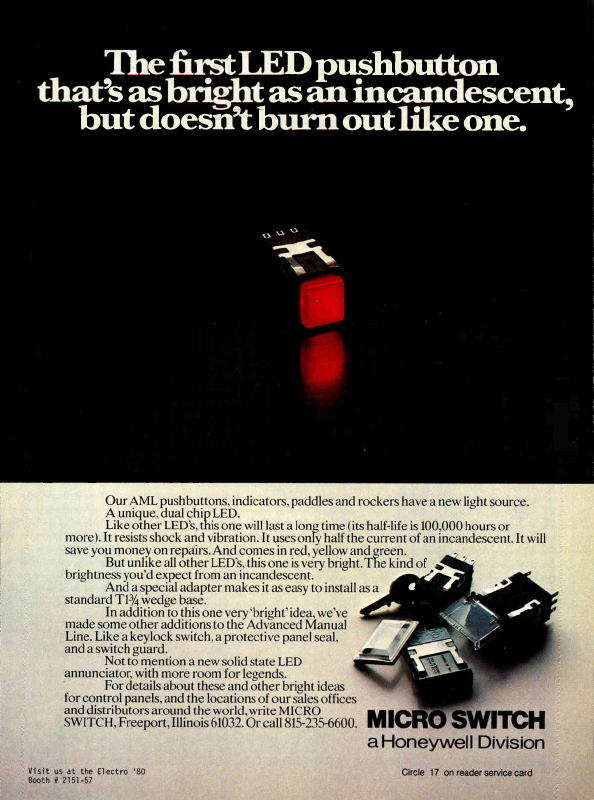 The first LED pushbutton
that's as bright as an incandescent,
but doesn't burn out like one.
Our AML pushbuttons, indicators, paddles and rockers have a new light source.
A unique, dual chip LED.
Like other LED's, this one will last a long time (its half-life is 100,000 hours or
more). It resists shock and vibration. It uses only half the current of an incandescent. It will
save you money on repairs. And comes in red, yellow and green.
But unlike all other LED's, this one is very bright. The kind of
brightness you'd expect from an incandescent.
And a special adapter makes it as easy to install as a
standard T1¾ wedge base.
In addition to this one very 'bright' idea, we've
made some other additions to the Advanced Manual
Line. Like a keylock switch, a protective panel seal,
and a switch guard.
Not to mention a new solid state LED
annunciator, with more room for legends.
For details about these and other bright ideas
for control panels, and the locations of our sales offices
and distributors around the world, write MICRO
SWITCH, Freeport, Illinois 61032. Or call 815-235-6600.
MICRO SWITCH
a Honeywell Division
Visit us at the Electro '80
Booth # 2151-57
Circle 17 on reader service card